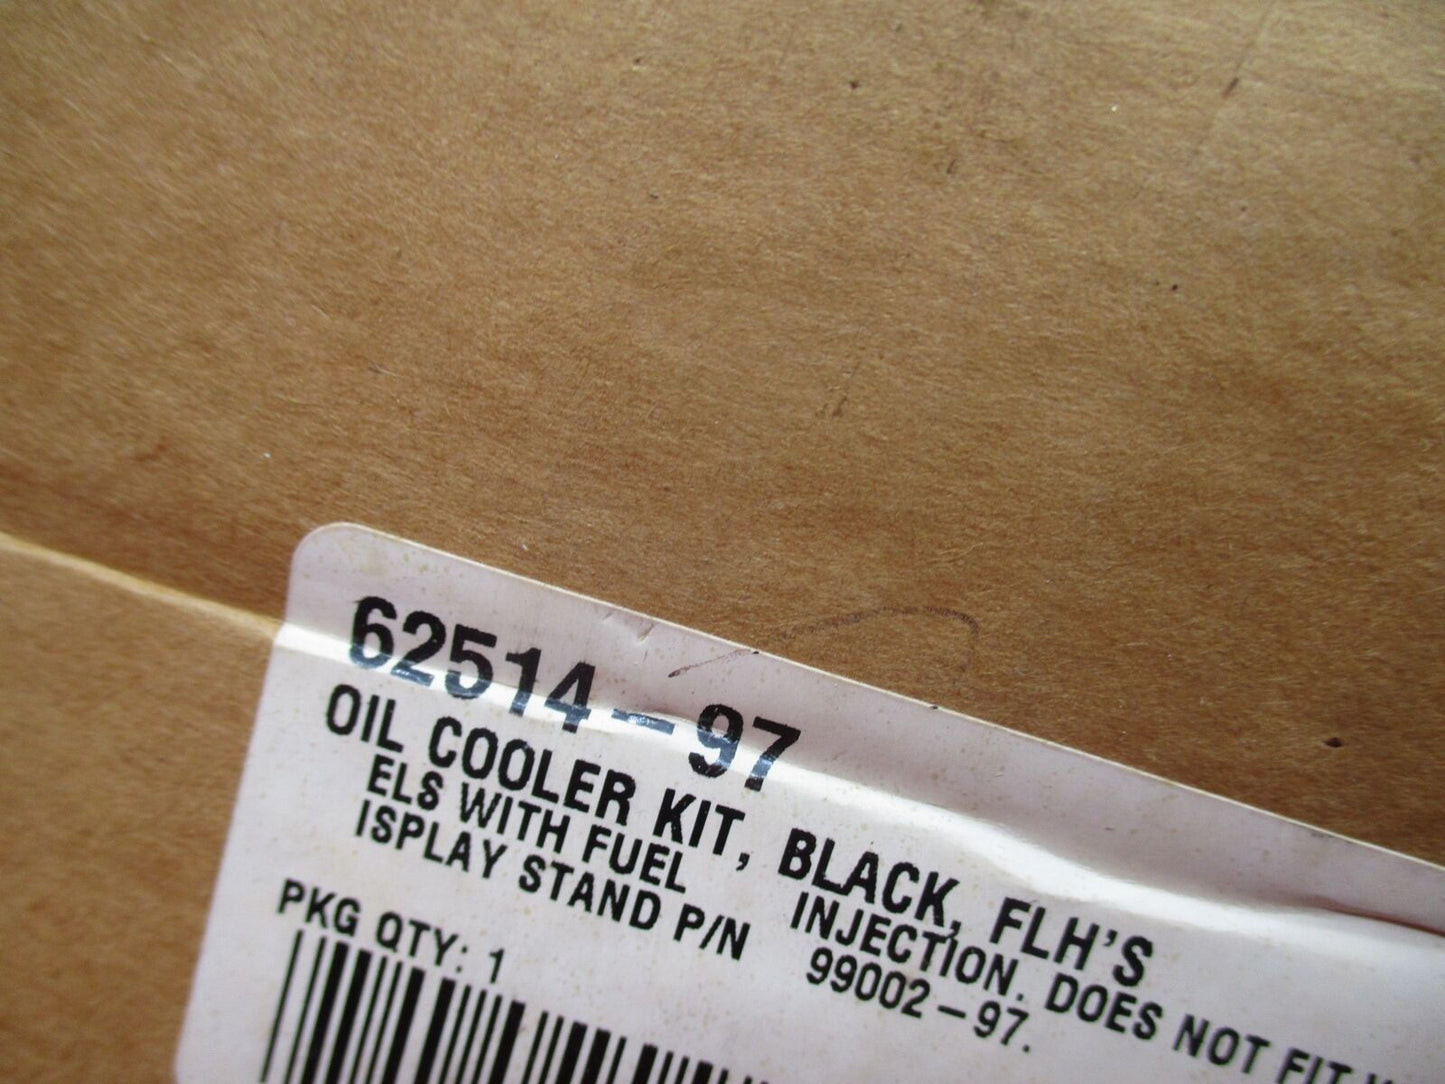 62514-97
OIL COOLER KIT, BLACK, FLH'S
ELS WITH FUEL INJECTION. DOES NOT FIT
ISPLAY STAND P/N 99002-97.
PKG QTY: 1